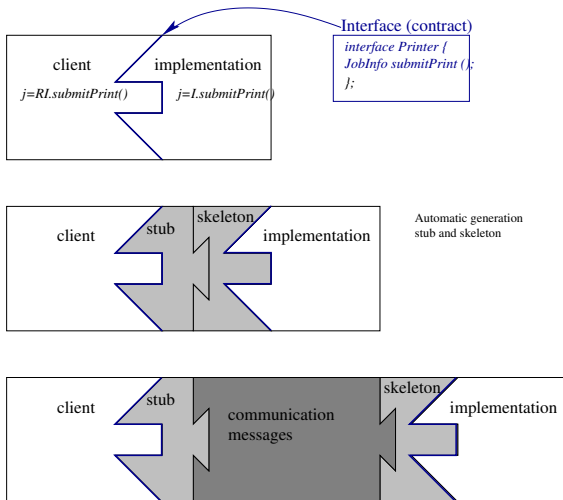 Interface (contract)
interface Printer {
JobInfo submitPrint ();
};
client
implementation
j=RI.submitPrint()
j=I.submitPrint()
skeleton
stub
client
implementation
Automatic generation
stub and skeleton
skeleton
stub
client
communication
messages
implementation